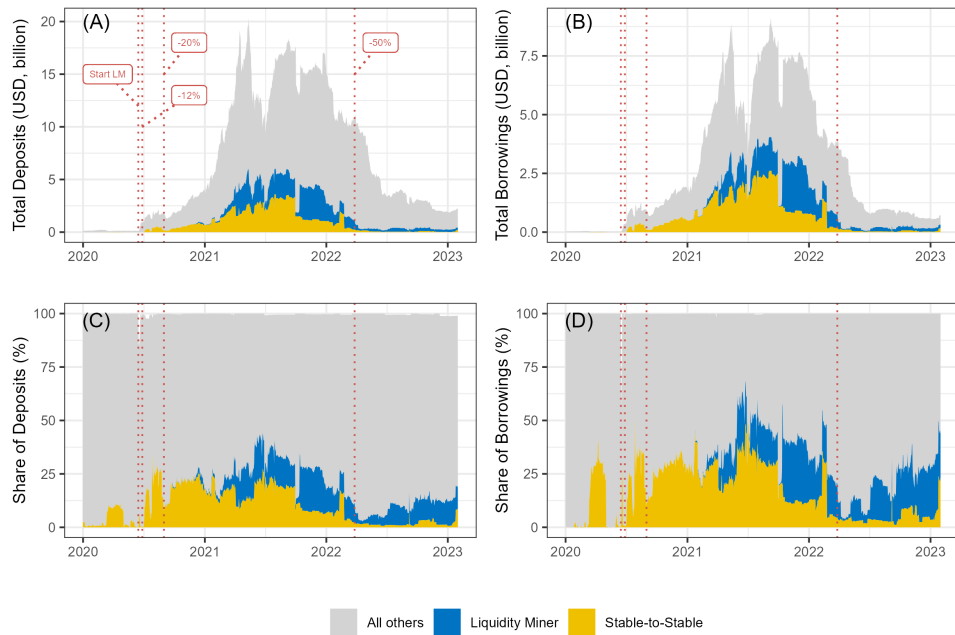 (A)
Total Deposits (USD, billion)
20
15
10
5
0
Start LM
-20%
-12%
-50%
2020 2021 2022 2023
(B)
Total Borrowings (USD, billion)
7.5
5.0
2.5
0.0
2020 2021 2022 2023
(C)
Share of Deposits (%)
100
75
50
25
0
2020 2021 2022 2023
(D)
Share of Borrowings (%)
100
75
50
25
0
2020 2021 2022 2023
All others Liquidity Miner Stable-to-Stable